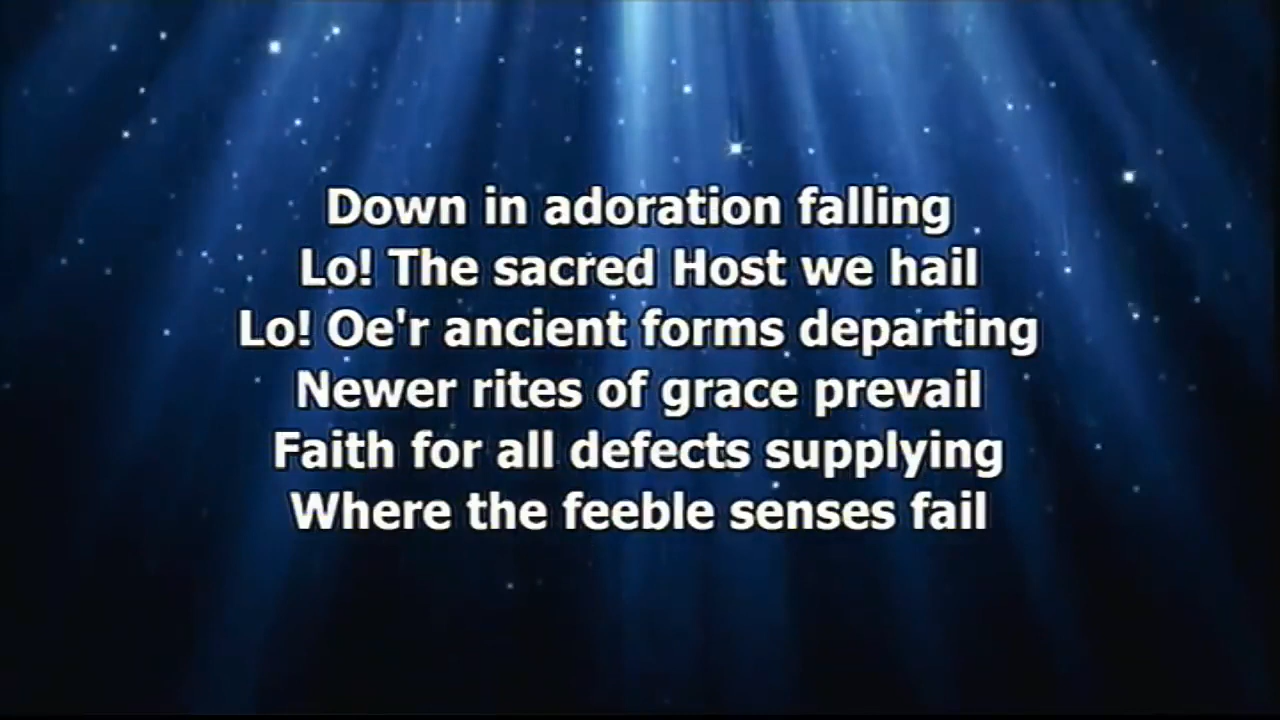 Down in adoration falling
Lo! The sacred Host we hail
Lo! Oe'r ancient forms departing
Newer rites of grace prevail
Faith for all defects supplying
Where the feeble senses fail